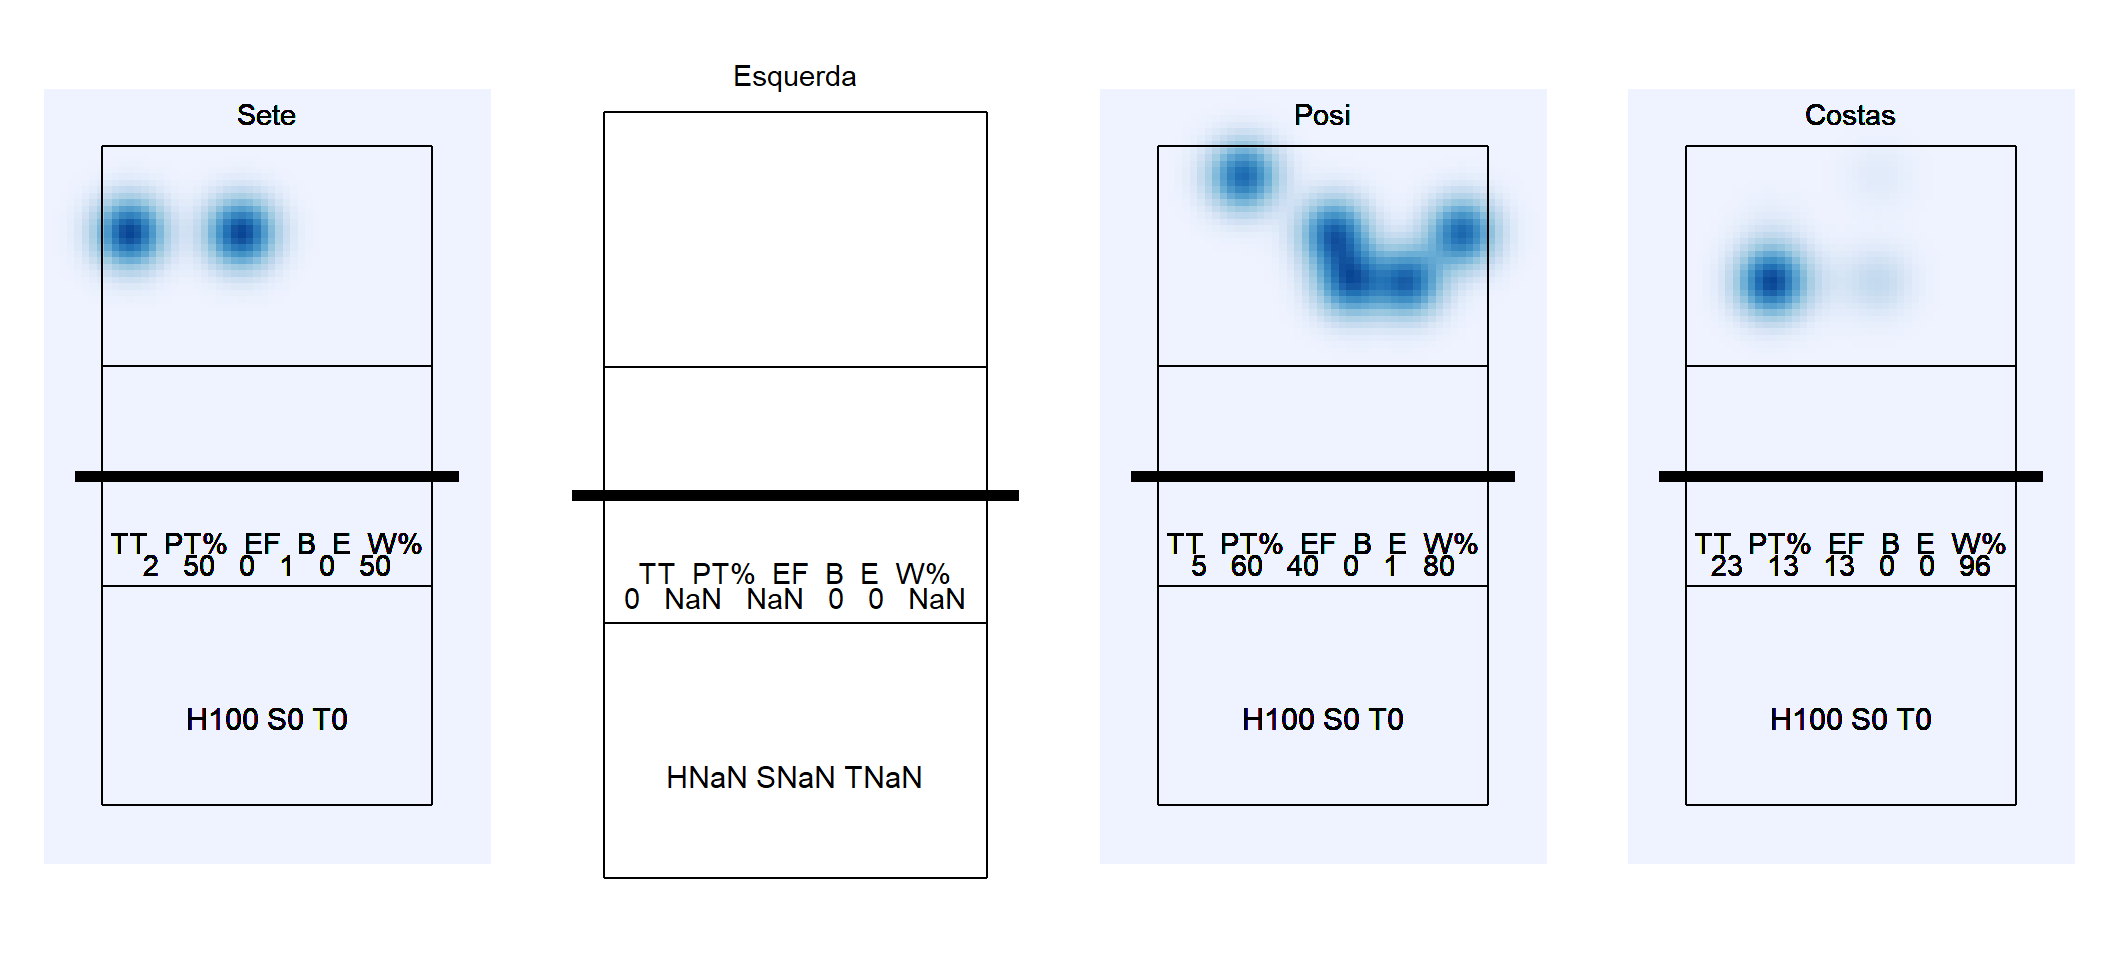 Sete
TT PT% EF B E W%
2 50 0 1 0 50
H100 S0 T0
Esquerda
TT PT% EF B E W%
0 NaN NaN 0 0 NaN
HNaN SNaN TNaN
Posi
TT PT% EF B E W%
5 60 40 0 1 80
H100 S0 T0
Costas
TT PT% EF B E W%
23 13 13 0 0 96
H100 S0 T0